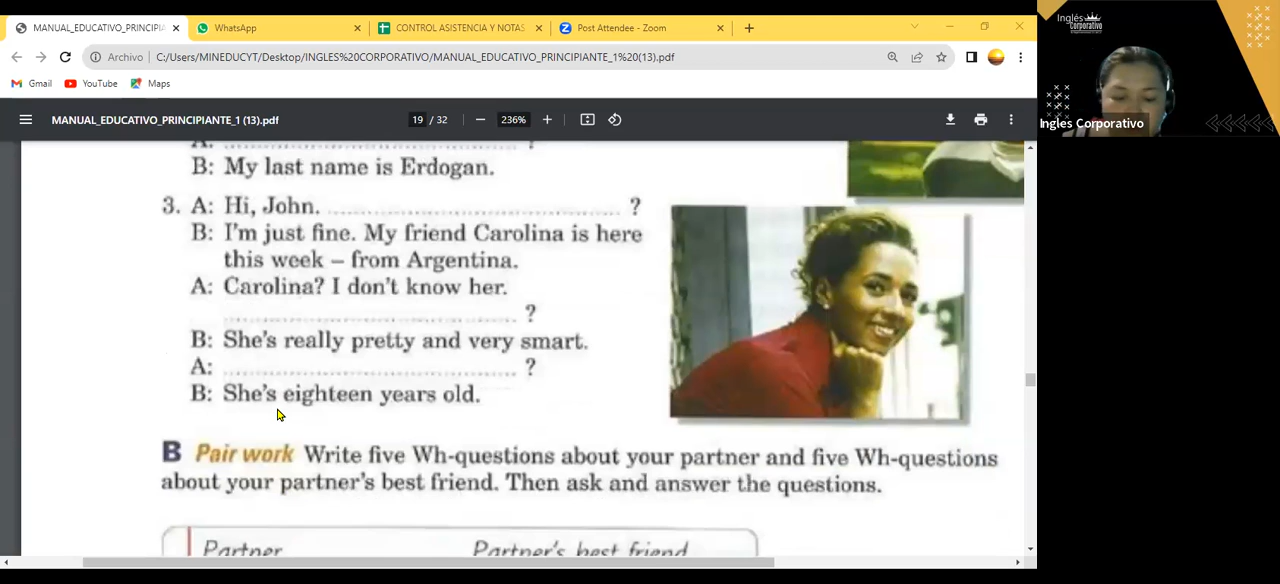 MANUAL_EDUCATIVO_PRINCIPIA
WhatsApp
CONTROL ASISTENCIA Y NOTAS
Post Attendee - Zoom
Archivo
C:/Users/MINEDUCYT/Desktop/INGLES%20CORPORATIVO/MANUAL_EDUCATIVO_PRINCIPIANTE_1%20(13).pdf
Gmail
YouTube
Maps
MANUAL_EDUCATIVO_PRINCIPIANTE_1 (13).pdf
19 / 32
236%
A: ?
B: My last name is Erdogan.
3. A: Hi, John. ?
B: I'm just fine. My friend Carolina is here
this week – from Argentina.
A: Carolina? I don't know her.
?
B: She's really pretty and very smart.
A: ?
B: She's eighteen years old.
B Pair work Write five Wh-questions about your partner and five Wh-questions
about your partner's best friend. Then ask and answer the questions.
Partner Partner's best friend
Inglés
Corporativo
Ingles Corporativo